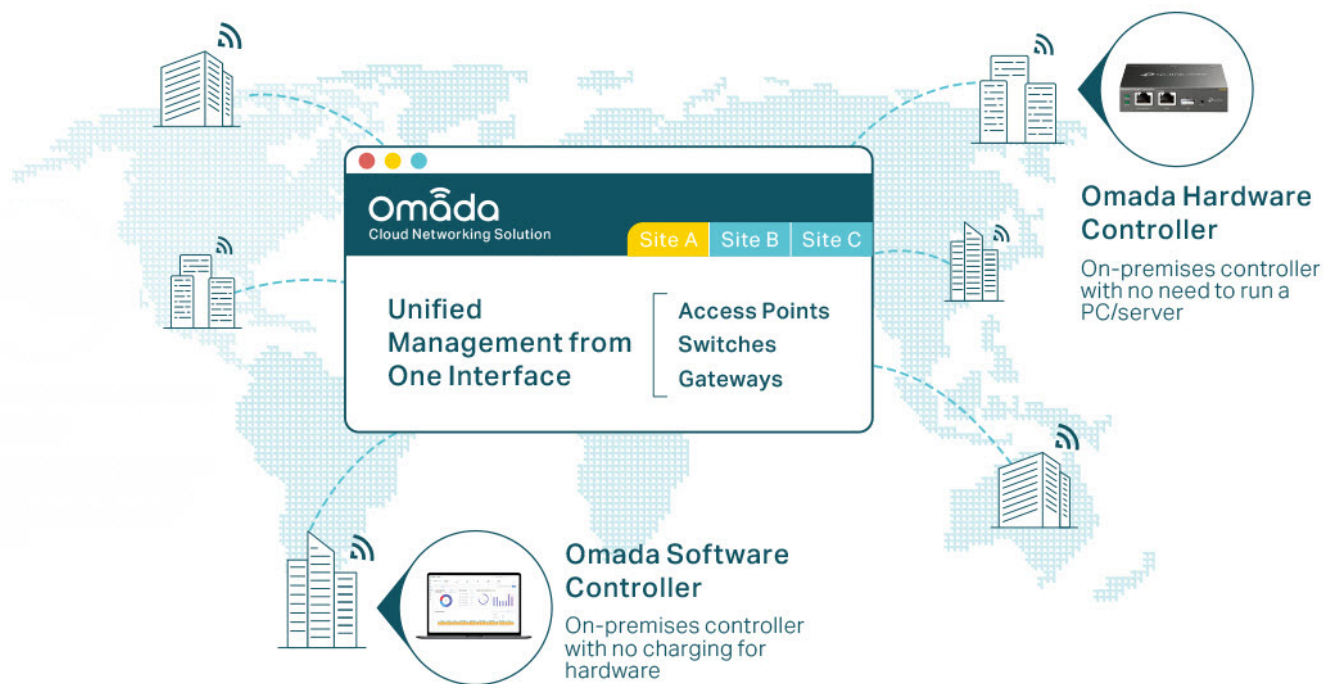 Omada
Cloud Networking Solution
Site A
Site B
Site C
Unified
Management from
One Interface
Access Points
Switches
Gateways
Omada Hardware
Controller
On-premises controller
with no need to run a
PC/server
Omada Software
Controller
On-premises controller
with no charging for
hardware